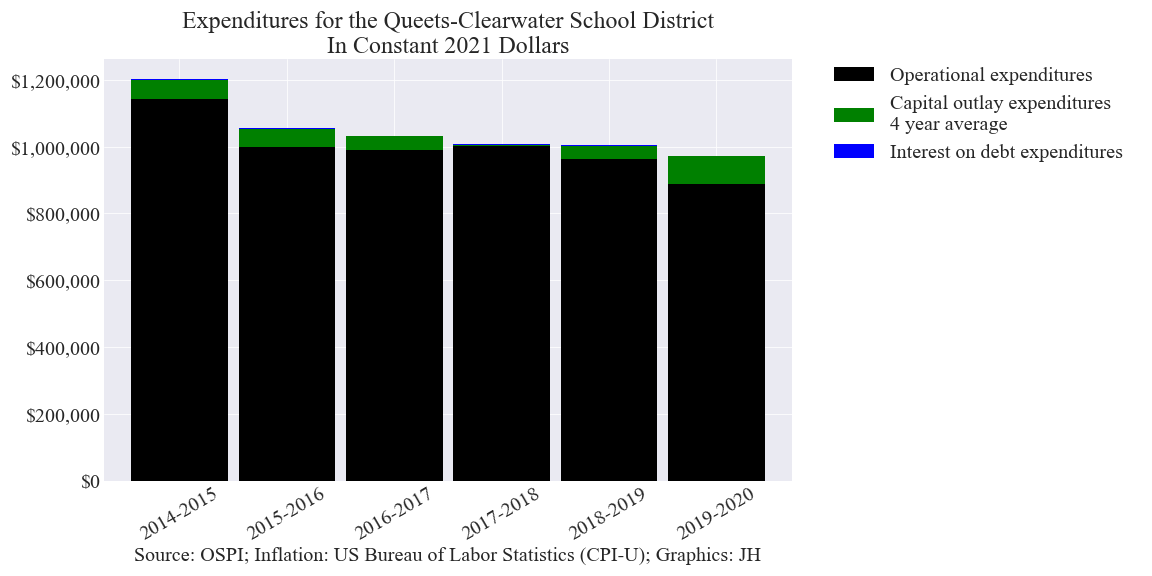 Expenditures for the Queets-Clearwater School District
In Constant 2021 Dollars
$1,200,000
$1,000,000
$800,000
$600,000
$400,000
$200,000
$0
2014-2015
2015-2016
2016-2017
2017-2018
2018-2019
2019-2020
Source: OSPI; Inflation: US Bureau of Labor Statistics (CPI-U); Graphics: JH
Operational expenditures
Capital outlay expenditures
4 year average
Interest on debt expenditures